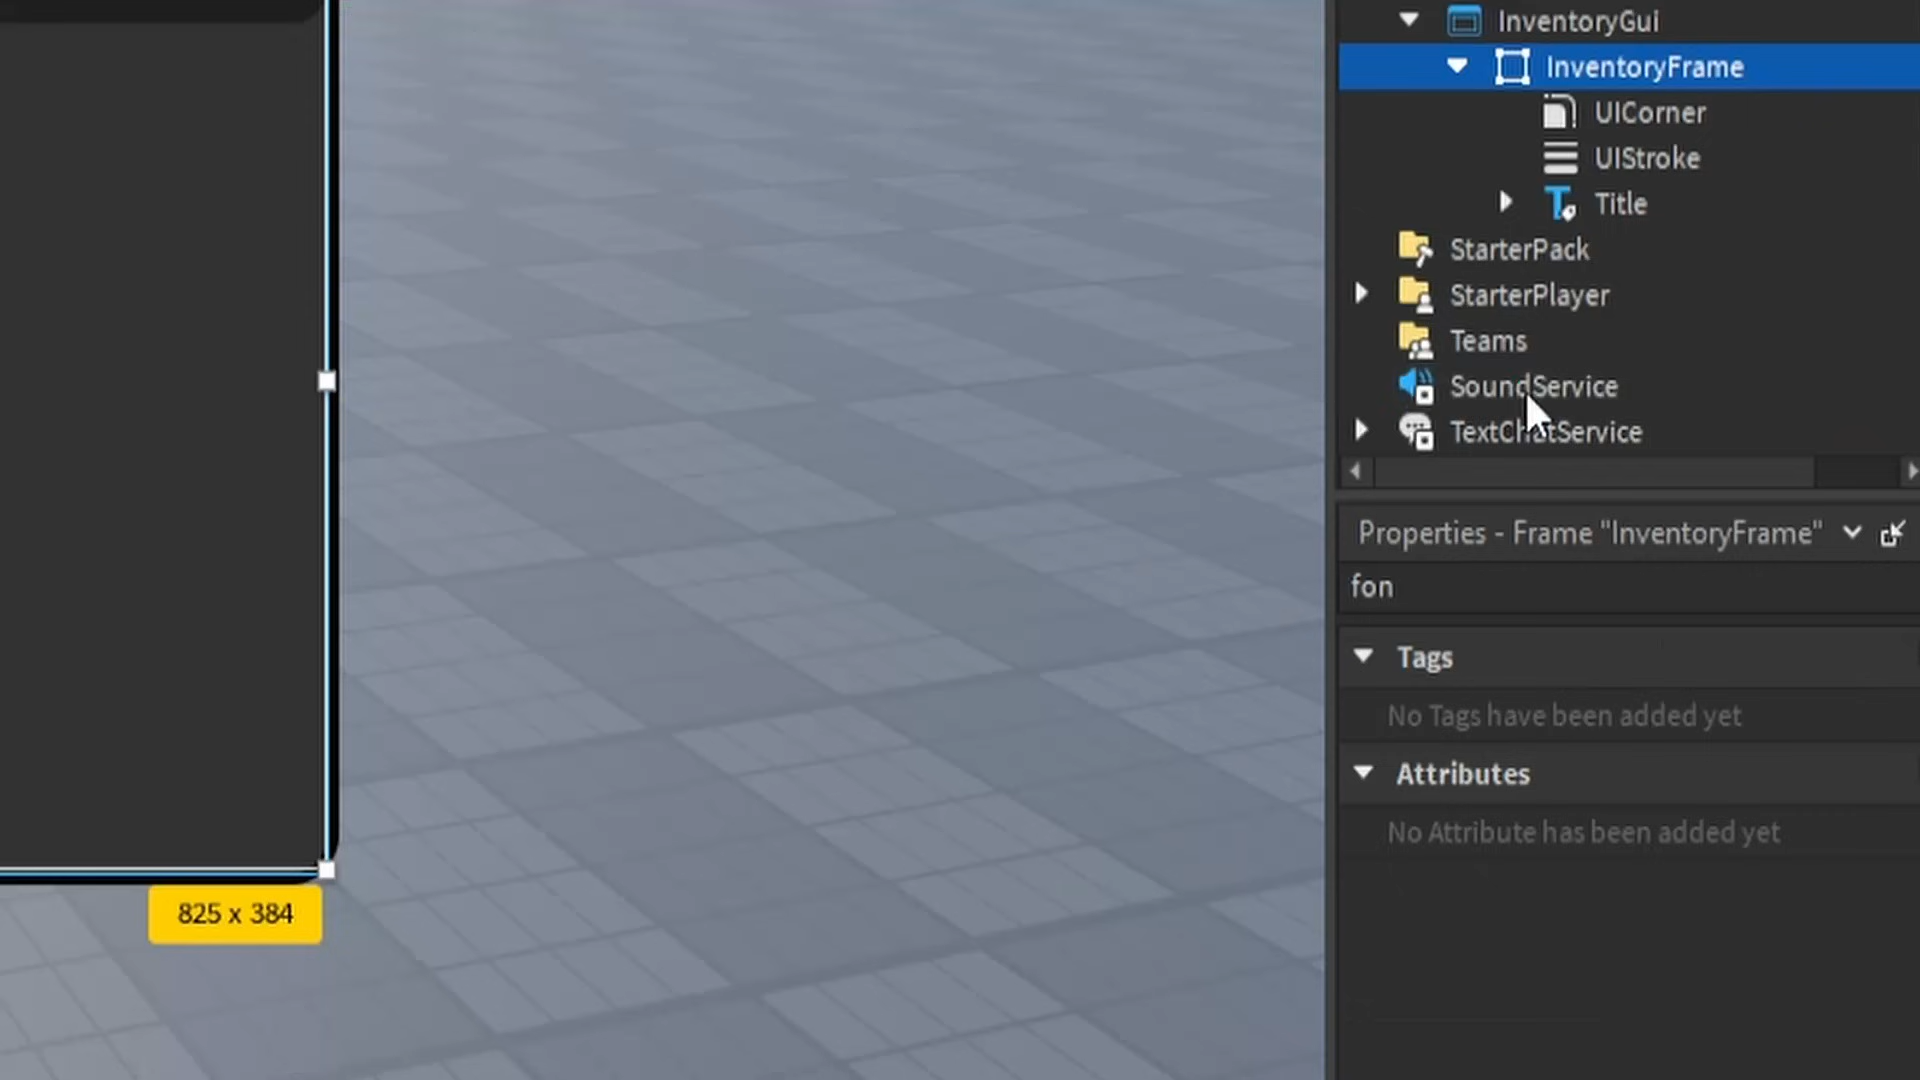 InventoryGui
InventoryFrame
UICorner
UIStroke
Title
StarterPack
StarterPlayer
Teams
SoundService
TextChatService
Properties - Frame "InventoryFrame"
fon
Tags
No Tags have been added yet
Attributes
No Attribute has been added yet
825 x 384